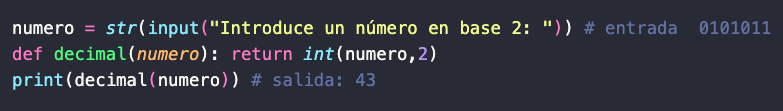 numero = str(input("Introduce un número en base 2: ")) # entrada  0101011
def decimal(numero): return int(numero,2)
print(decimal(numero)) # salida: 43